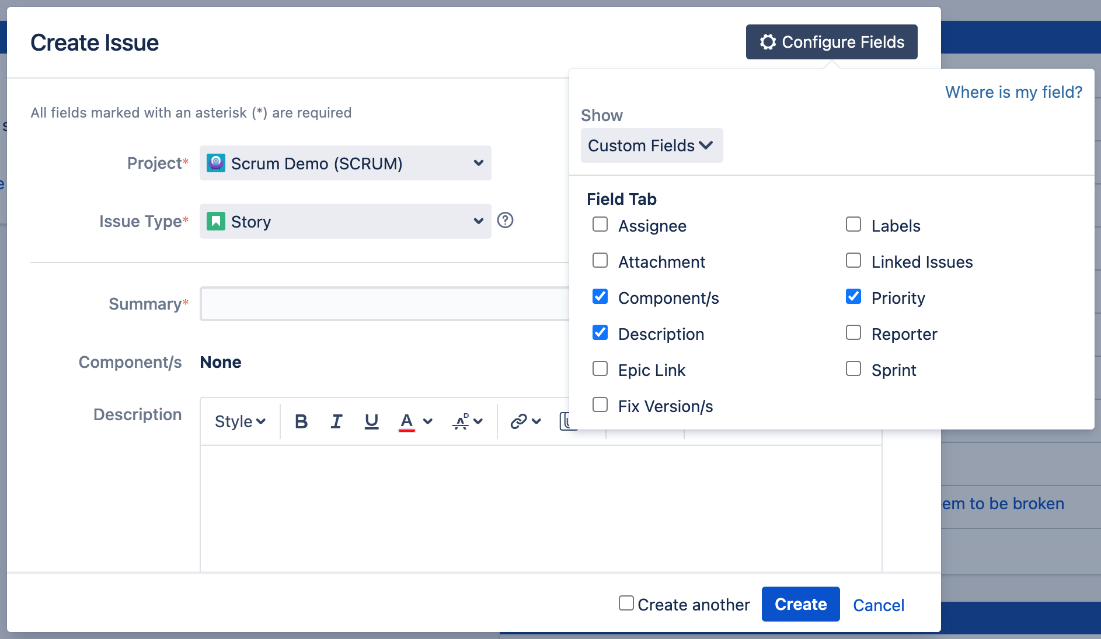 Create Issue
Configure Fields
Where is my field?
Show
Custom Fields
All fields marked with an asterisk (*) are required
Project*
Scrum Demo (SCRUM)
Issue Type*
Story
Field Tab
Assignee
Labels
Attachment
Linked Issues
Component/s
Priority
Description
Reporter
Epic Link
Sprint
Fix Version/s
Summary*
Component/s
None
Description
Style
B I U A
em to be broken
Create another
Create
Cancel